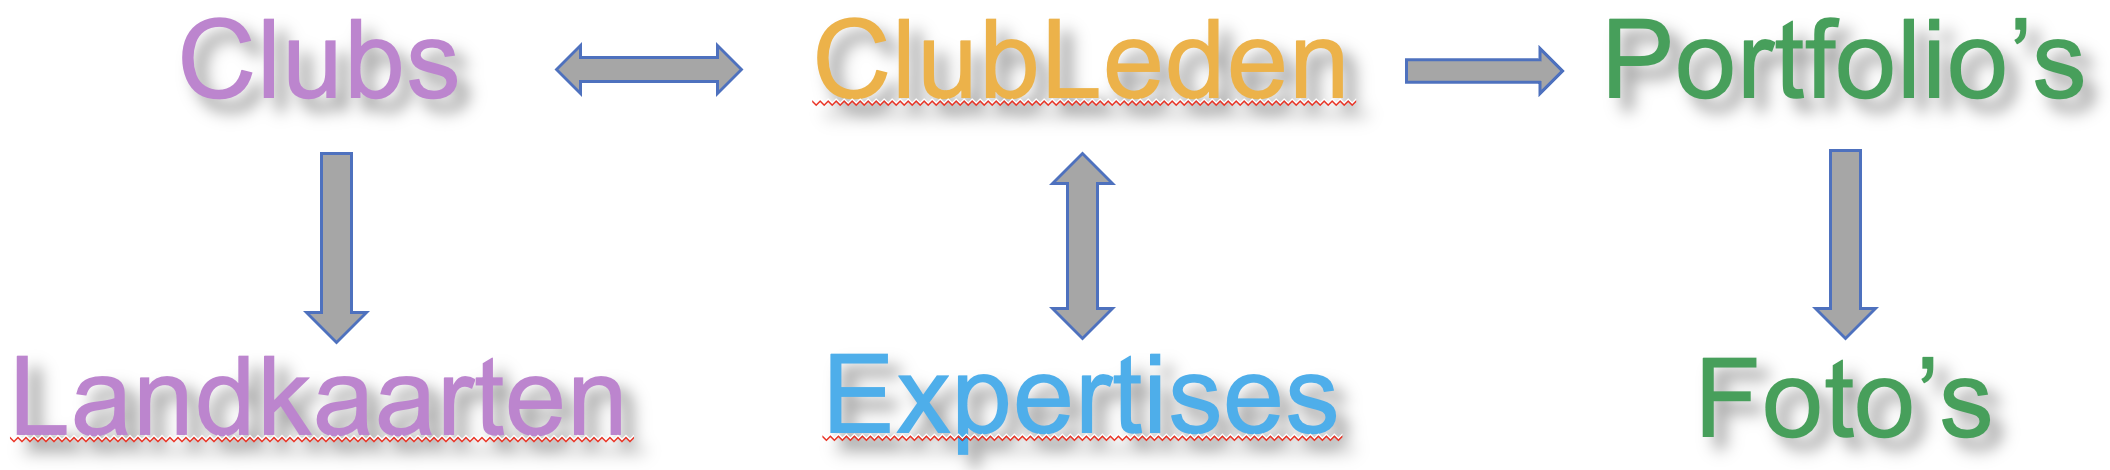 Clubs ClubLeden Portfolio’s
Landkaarten Expertises Foto’s